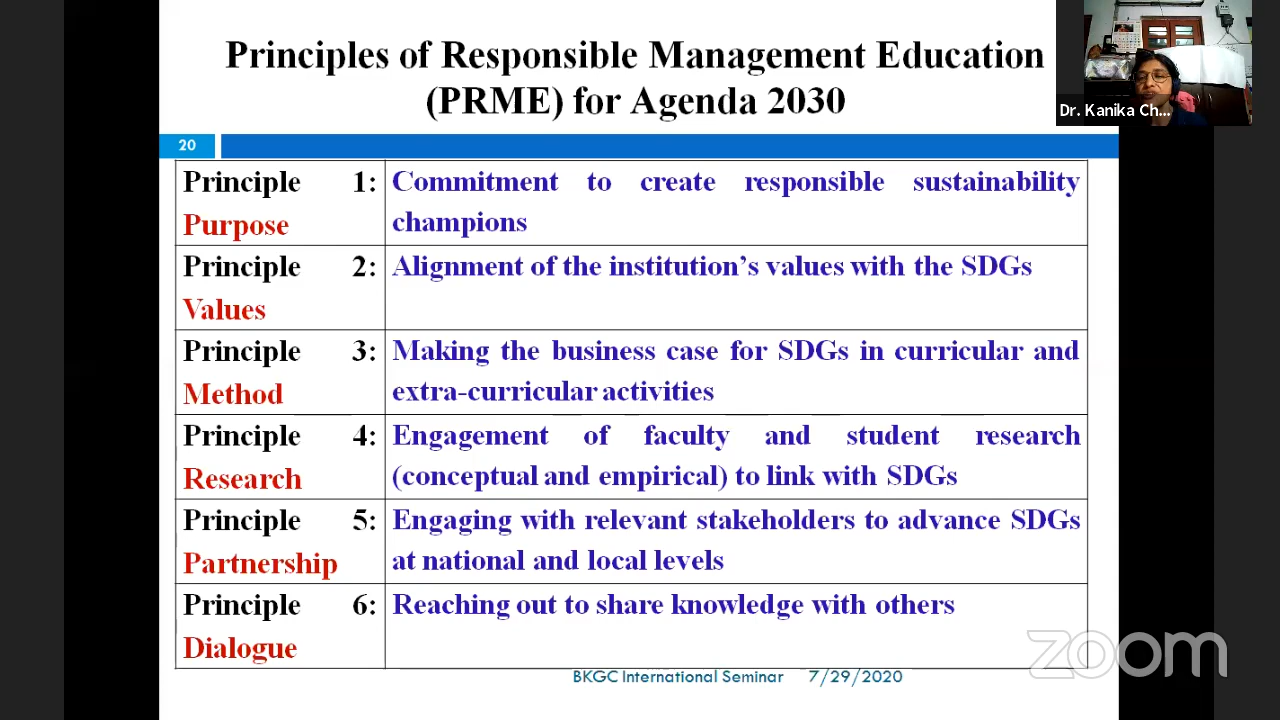 Principles of Responsible Management Education
(PRME) for Agenda 2030
Dr. Kanika Ch...
20
Principle 1:
Purpose
Commitment to create responsible sustainability
champions
Principle 2:
Values
Alignment of the institution's values with the SDGs
Principle 3:
Method
Making the business case for SDGs in curricular and
extra-curricular activities
Principle 4:
Research
Engagement of faculty and student research
(conceptual and empirical) to link with SDGs
Principle 5:
Partnership
Engaging with relevant stakeholders to advance SDGs
at national and local levels
Principle 6:
Dialogue
Reaching out to share knowledge with others
BKGC International Seminar 7/29/2020
zoom